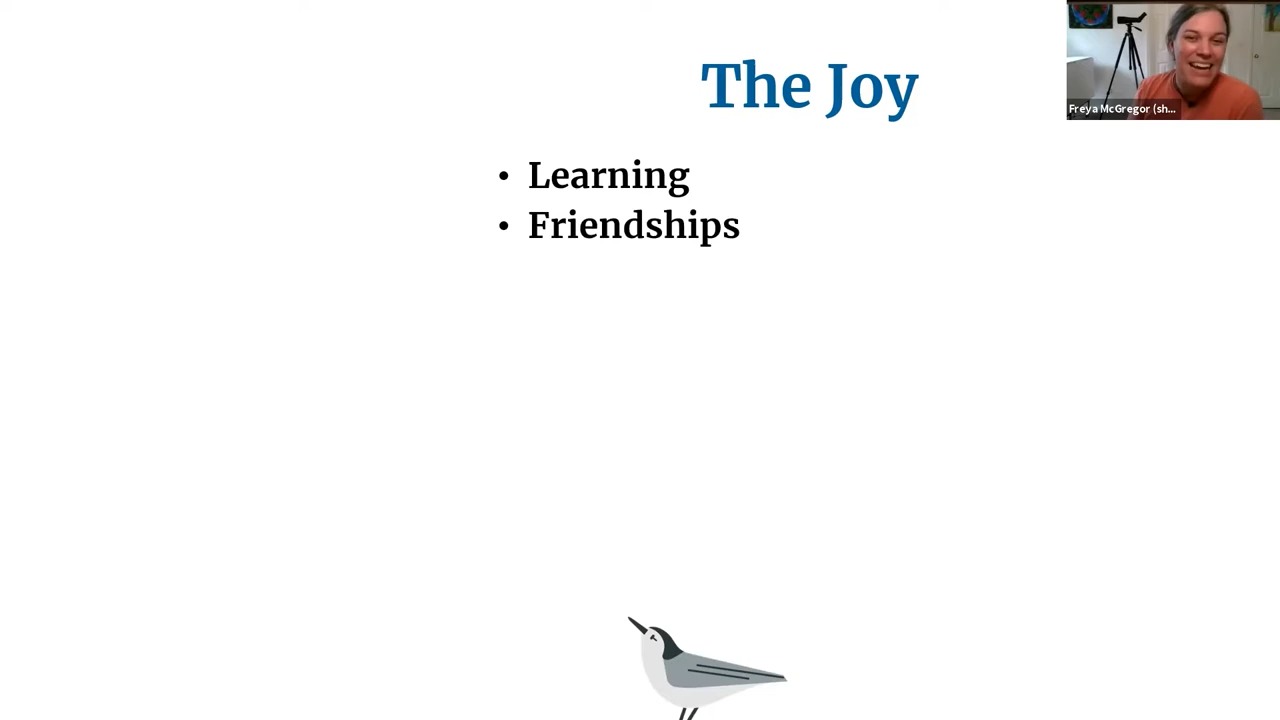 The Joy
• Learning
• Friendships
Freya McGregor (sh...